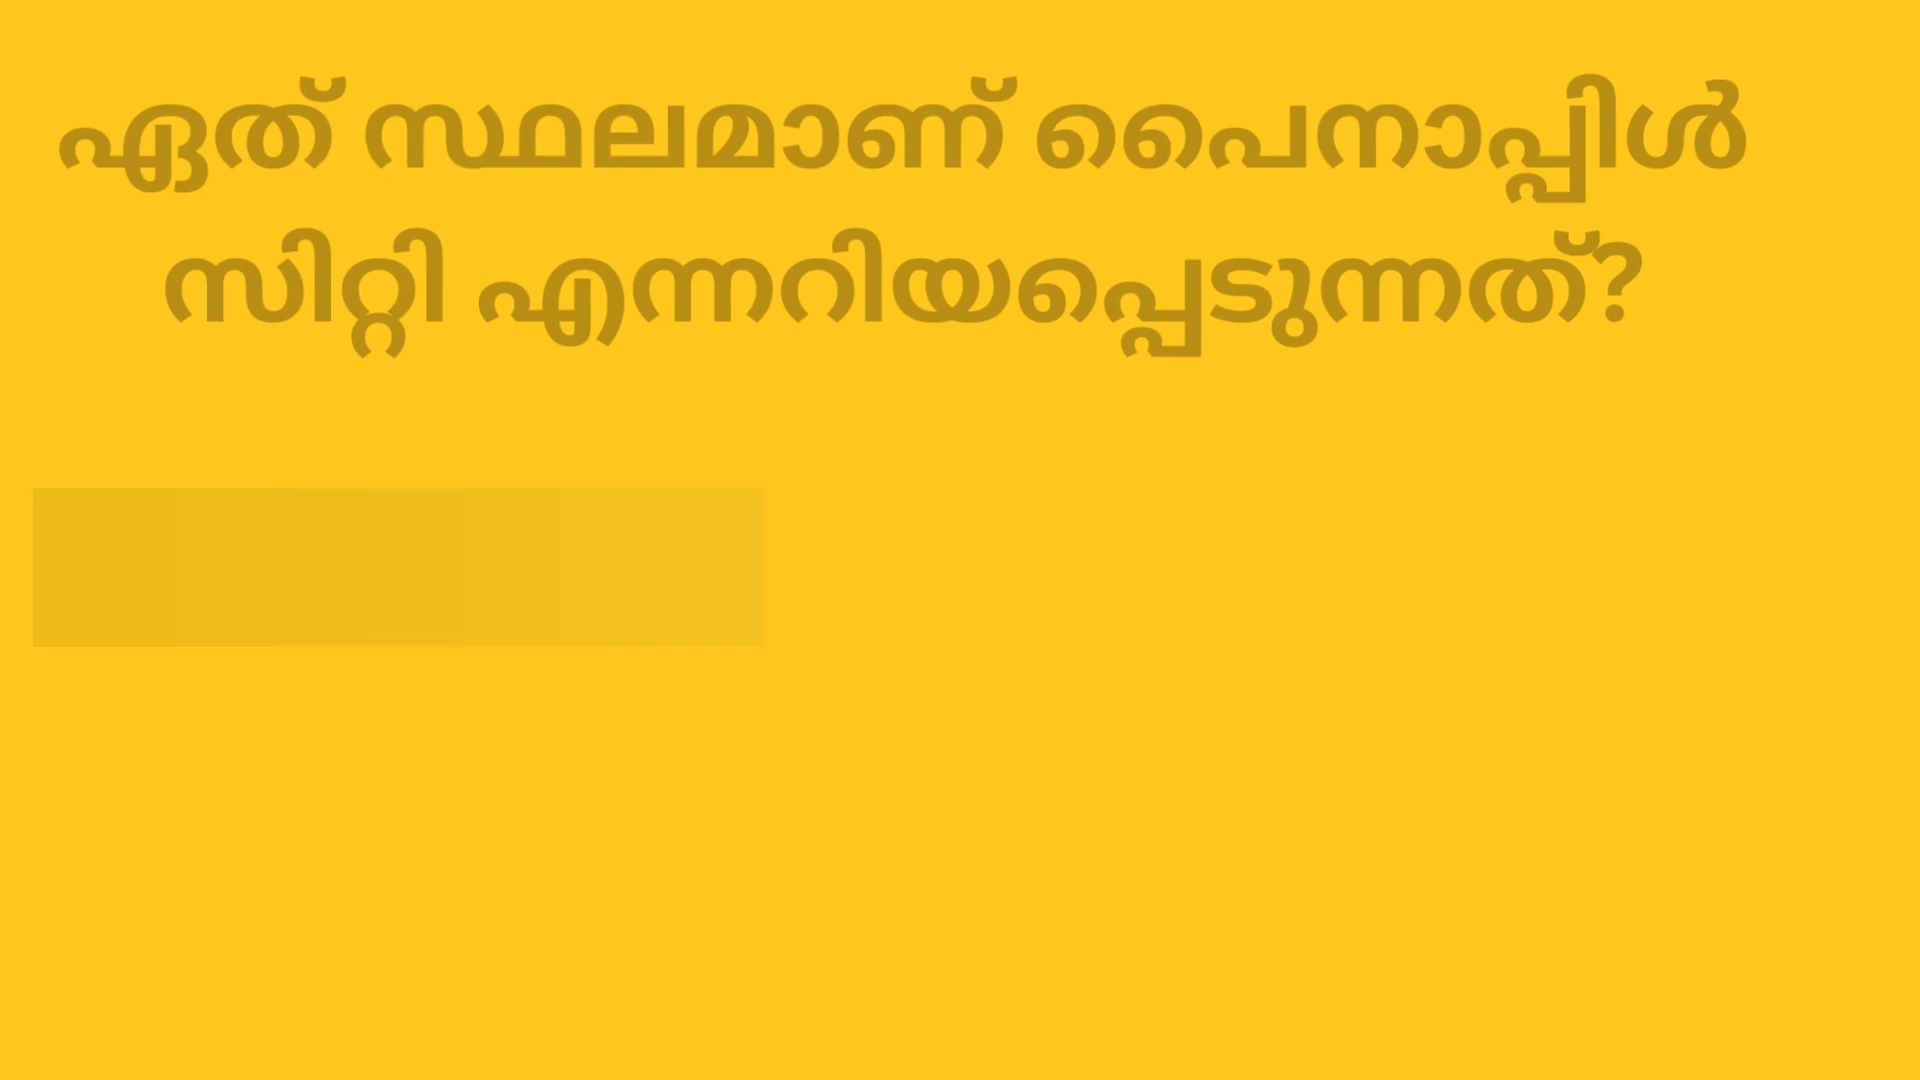 ഏത് സ്ഥലമാണ് പൈനാപ്പിൾ
സിറ്റി എന്നറിയപ്പെടുന്നത്?